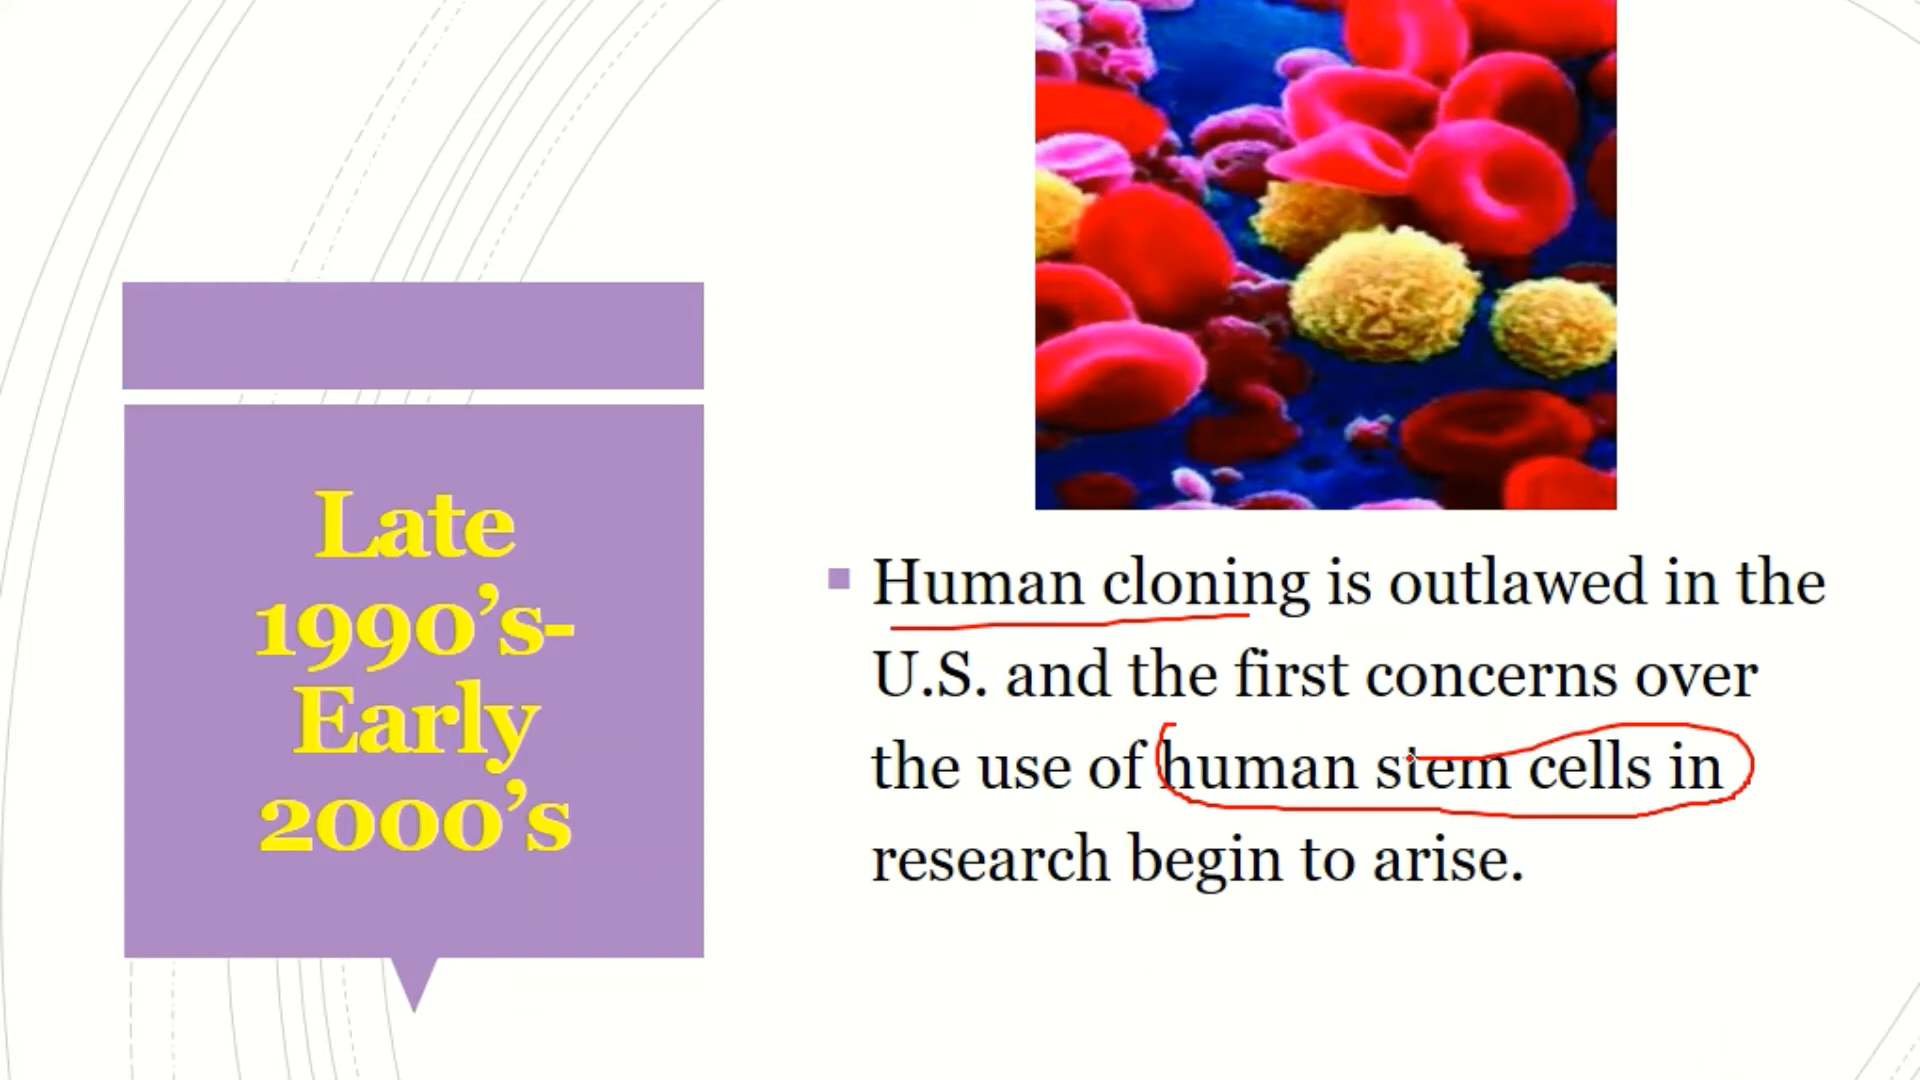 Late
1990’s-
Early
2000’s
Human cloning is outlawed in the
U.S. and the first concerns over
the use of human stem cells in
research begin to arise.